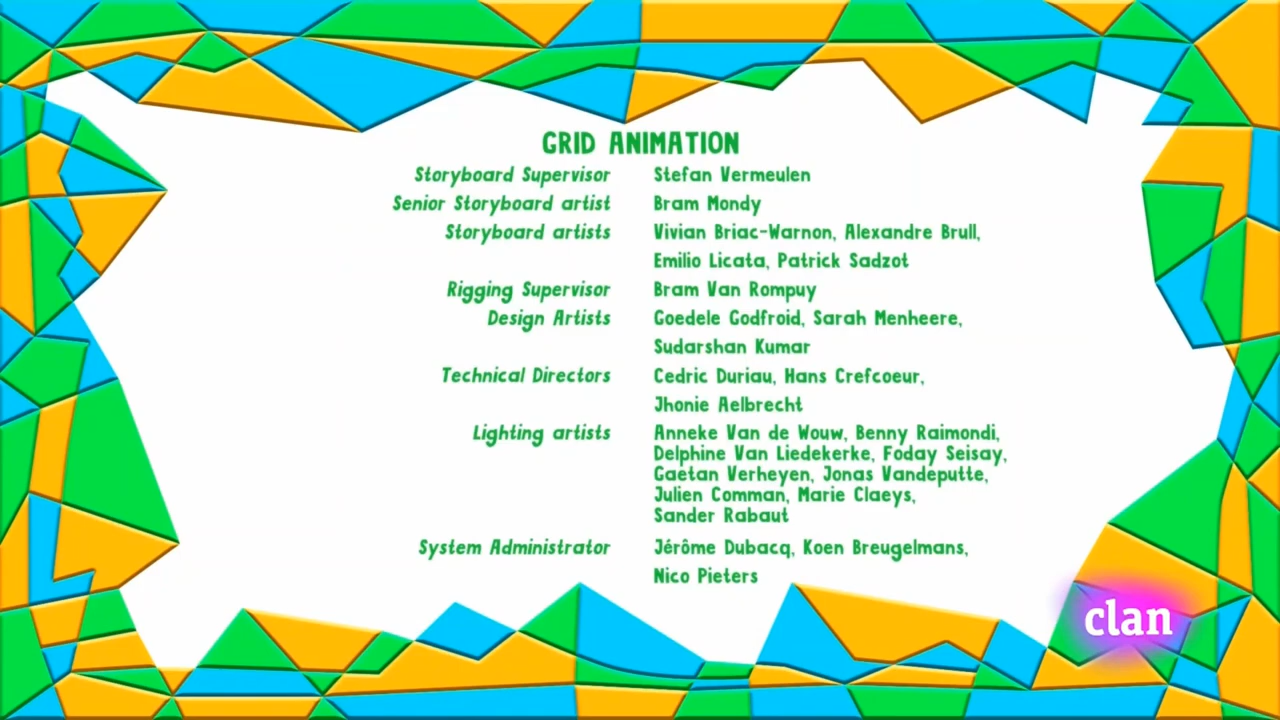 GRID ANIMATION
Storyboard Supervisor Stefan Vermeulen
Senior Storyboard artist Bram Mondy
Storyboard artists Vivian Briac-Warnon, Alexandre Brull,
Emilio Licata, Patrick Sadzot
Rigging Supervisor Bram Van Rompuy
Design Artists Goedele Godfroid, Sarah Menheere,
Sudarshan Kumar
Technical Directors Cedric Duriau, Hans Crefcoeur,
Jhonie Aelbrecht
Lighting artists Anneke Van de Wouw, Benny Raimondi,
Delphine Van Liedekerke, Foday Seisay,
Gaetan Verheyen, Jonas Vandeputte,
Julien Comman, Marie Claeys,
Sander Rabaut
System Administrator Jérôme Dubacq, Koen Breugelmans,
Nico Pieters
clan